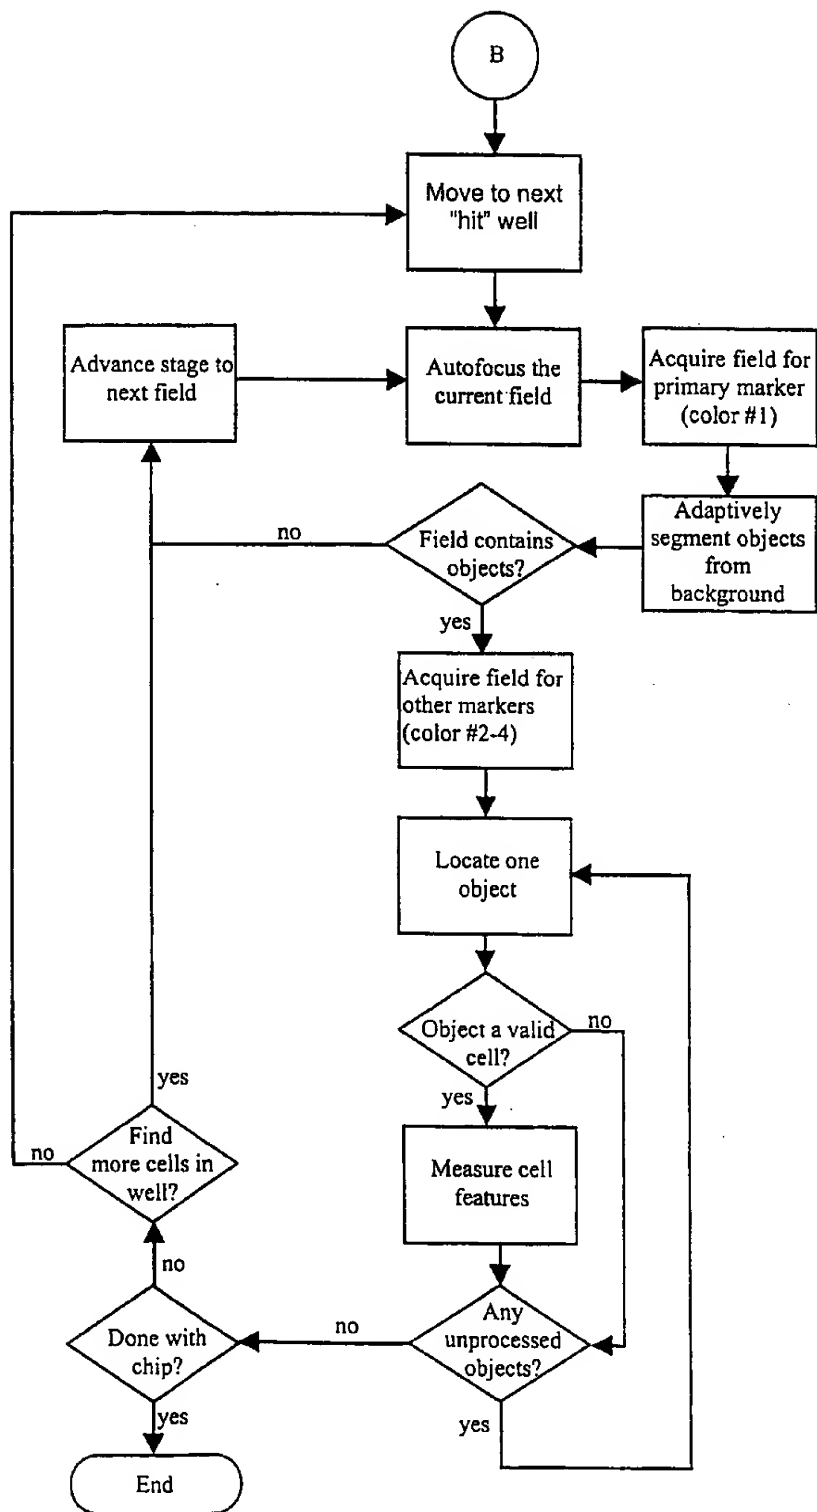 B
Move to next
"hit" well
Advance stage to
next field
Autofocus the
current field
Acquire field for
primary marker
(color #1)
Adaptively
segment objects
from
background
Field contains
objects?
no
yes
Acquire field for
other markers
(color #2-4)
Locate one
object
Object a valid
cell?
no
yes
Measure cell
features
Any
unprocessed
objects?
no
yes
Done with
chip?
no
yes
Find
more cells in
well?
yes
no
End